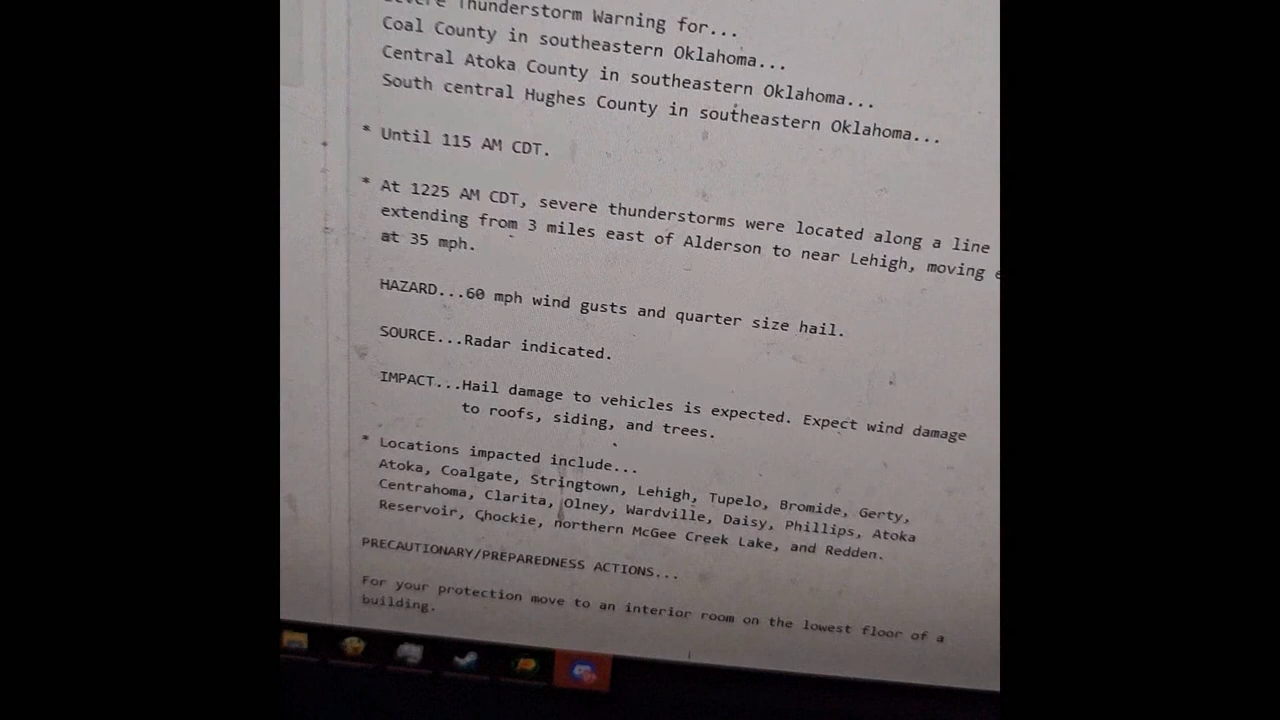 Severe Thunderstorm Warning for...
Coal County in southeastern Oklahoma...
Central Atoka County in southeastern Oklahoma...
South central Hughes County in southeastern Oklahoma...
* Until 115 AM CDT.
* At 1225 AM CDT, severe thunderstorms were located along a line
extending from 3 miles east of Alderson to near Lehigh, moving
at 35 mph.
HAZARD...60 mph wind gusts and quarter size hail.
SOURCE...Radar indicated.
IMPACT...Hail damage to vehicles is expected. Expect wind damage
to roofs, siding, and trees.
* Locations impacted include...
Atoka, Coalgate, Stringtown, Lehigh, Tupelo, Bromide, Gerty,
Centrahoma, Clarita, Olney, Wardville, Daisy, Phillips, Atoka
Reservoir, Chockie, northern McGee Creek Lake, and Redden.
PRECAUTIONARY/PREPAREDNESS ACTIONS...
For your protection move to an interior room on the lowest floor of a
building.